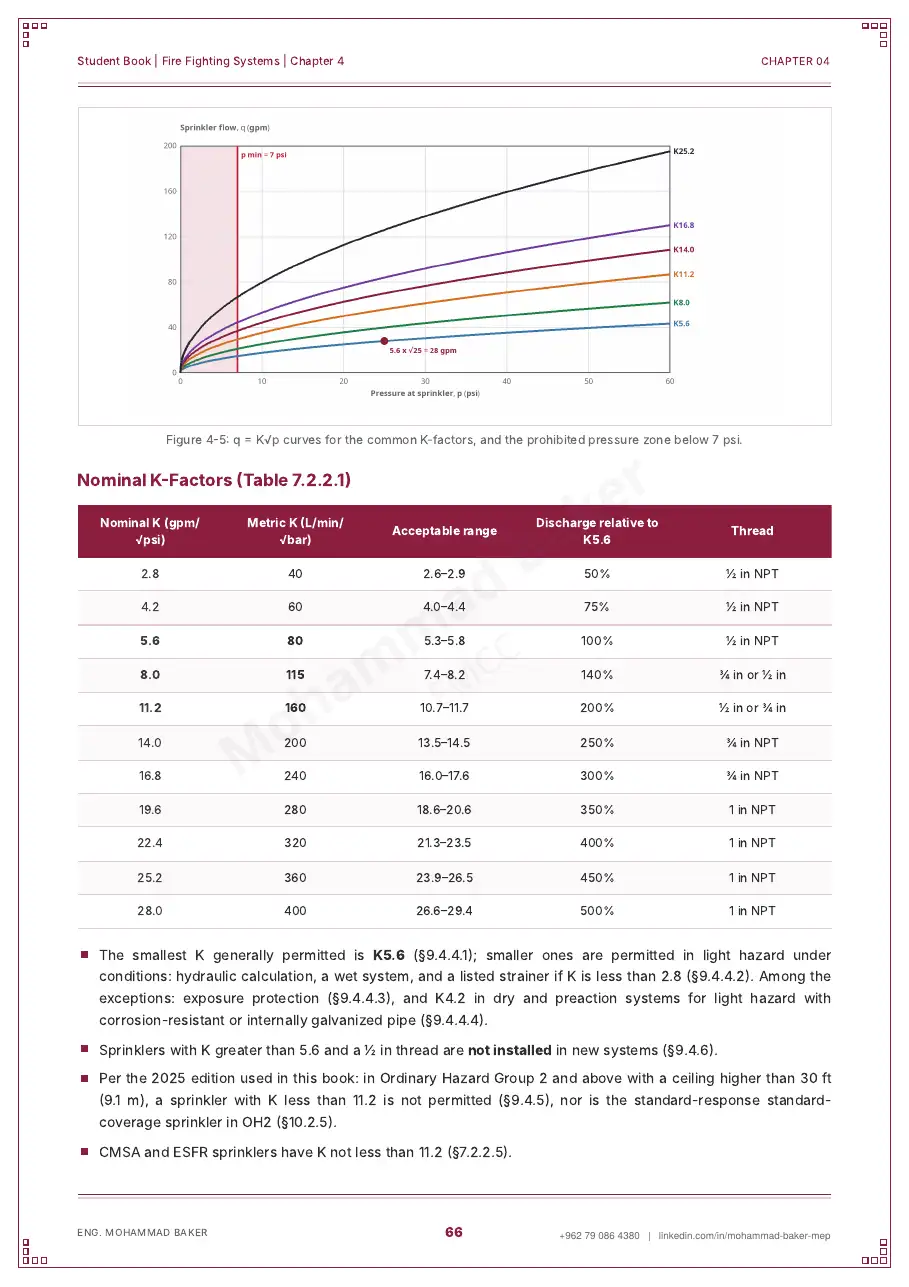 Student Book | Fire Fighting Systems | Chapter 4
CHAPTER 04
Sprinkler flow, q (gpm)
200
160
120
80
40
0
p min = 7 psi
K25.2
K16.8
K14.0
K11.2
K8.0
K5.6
5.6 x √25 = 28 gpm
0 10 20 30 40 50 60
Pressure at sprinkler, p (psi)
Figure 4-5: q = K√p curves for the common K-factors, and the prohibited pressure zone below 7 psi.
Nominal K-Factors (Table 7.2.2.1)
Nominal K (gpm/√psi) Metric K (L/min/√bar) Acceptable range Discharge relative to K5.6 Thread
2.8 40 2.6–2.9 50% ½ in NPT
4.2 60 4.0–4.4 75% ½ in NPT
5.6 80 5.3–5.8 100% ½ in NPT
8.0 115 7.4–8.2 140% ¾ in or ½ in
11.2 160 10.7–11.7 200% ½ in or ¾ in
14.0 200 13.5–14.5 250% ¾ in NPT
16.8 240 16.0–17.6 300% ¾ in NPT
19.6 280 18.6–20.6 350% 1 in NPT
22.4 320 21.3–23.5 400% 1 in NPT
25.2 360 23.9–26.5 450% 1 in NPT
28.0 400 26.6–29.4 500% 1 in NPT
Mohammad Baker
The smallest K generally permitted is K5.6 (§9.4.4.1); smaller ones are permitted in light hazard under
conditions: hydraulic calculation, a wet system, and a listed strainer if K is less than 2.8 (§9.4.4.2). Among the
exceptions: exposure protection (§9.4.4.3), and K4.2 in dry and preaction systems for light hazard with
corrosion-resistant or internally galvanized pipe (§9.4.4.4).
Sprinklers with K greater than 5.6 and a ½ in thread are not installed in new systems (§9.4.6).
Per the 2025 edition used in this book: in Ordinary Hazard Group 2 and above with a ceiling higher than 30 ft
(9.1 m), a sprinkler with K less than 11.2 is not permitted (§9.4.5), nor is the standard-response standard-
coverage sprinkler in OH2 (§10.2.5).
CMSA and ESFR sprinklers have K not less than 11.2 (§7.2.2.5).
ENG. MOHAMMAD BAKER
66
+962 79 086 4380 | linkedin.com/in/mohammad-baker-mep